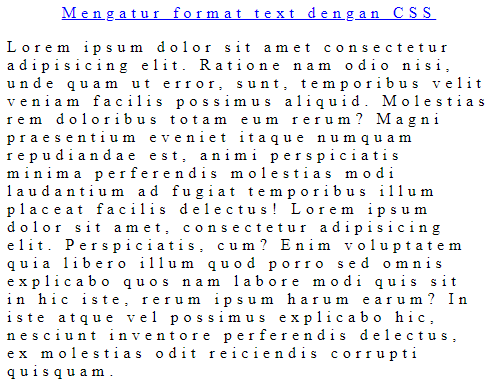 Mengatur format text dengan CSS
Lorem ipsum dolor sit amet consectetur
adipisicing elit. Ratione nam odio nisi,
unde quam ut error, sunt, temporibus velit
veniam facilis possimus aliquid. Molestias
rem doloribus totam eum rerum? Magni
praesentium eveniet itaque numquam
repudiandae est, animi perspiciatis
minima perferendis molestias modi
laudantium ad fugiat temporibus illum
placeat facilis delectus! Lorem ipsum
dolor sit amet, consectetur adipisicing
elit. Perspiciatis, cum? Enim voluptatem
quia libero illum quod porro sed omnis
explicabo quos nam labore modi quis sit
in hic iste, rerum ipsum harum earum? In
iste atque vel possimus explicabo hic,
nesciunt inventore perferendis delectus,
ex molestias odit reiciendis corrupti
quisquam.